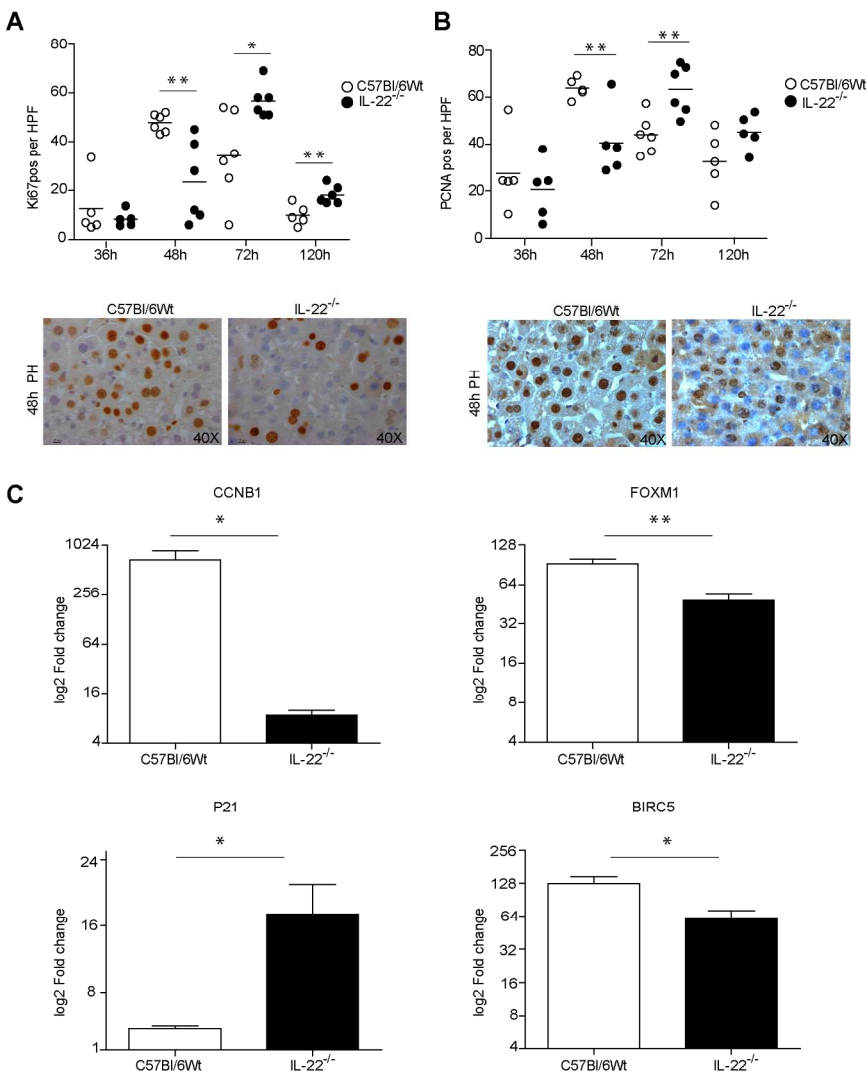 A
Ki67pos per HPF
80
60
40
20
0
* *
*
* *
C57Bl/6Wt
IL-22-/-
36h 48h 72h 120h
C57Bl/6Wt IL-22-/-
48h PH
40X 40X
B
PCNA pos per HPF
80
60
40
20
0
* *
* *
C57Bl/6Wt
IL-22-/-
36h 48h 72h 120h
C57Bl/6Wt IL-22-/-
48h PH
40X 40X
C
CCNB1
*
log2 Fold change
1024
256
64
16
4
C57Bl/6Wt IL-22-/-
FOXM1
**
log2 Fold change
128
64
32
16
8
4
C57Bl/6Wt IL-22-/-
P21
*
log2 Fold change
24
16
8
1
C57Bl/6Wt IL-22-/-
BIRC5
*
log2 Fold change
256
128
64
32
16
8
4
C57Bl/6Wt IL-22-/-